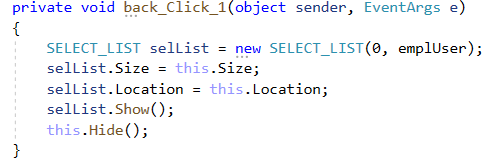 private void back_Click_1(object sender, EventArgs e)
{
SELECT_LIST selList = new SELECT_LIST(0, emplUser);
selList.Size = this.Size;
selList.Location = this.Location;
selList.Show();
this.Hide();
}